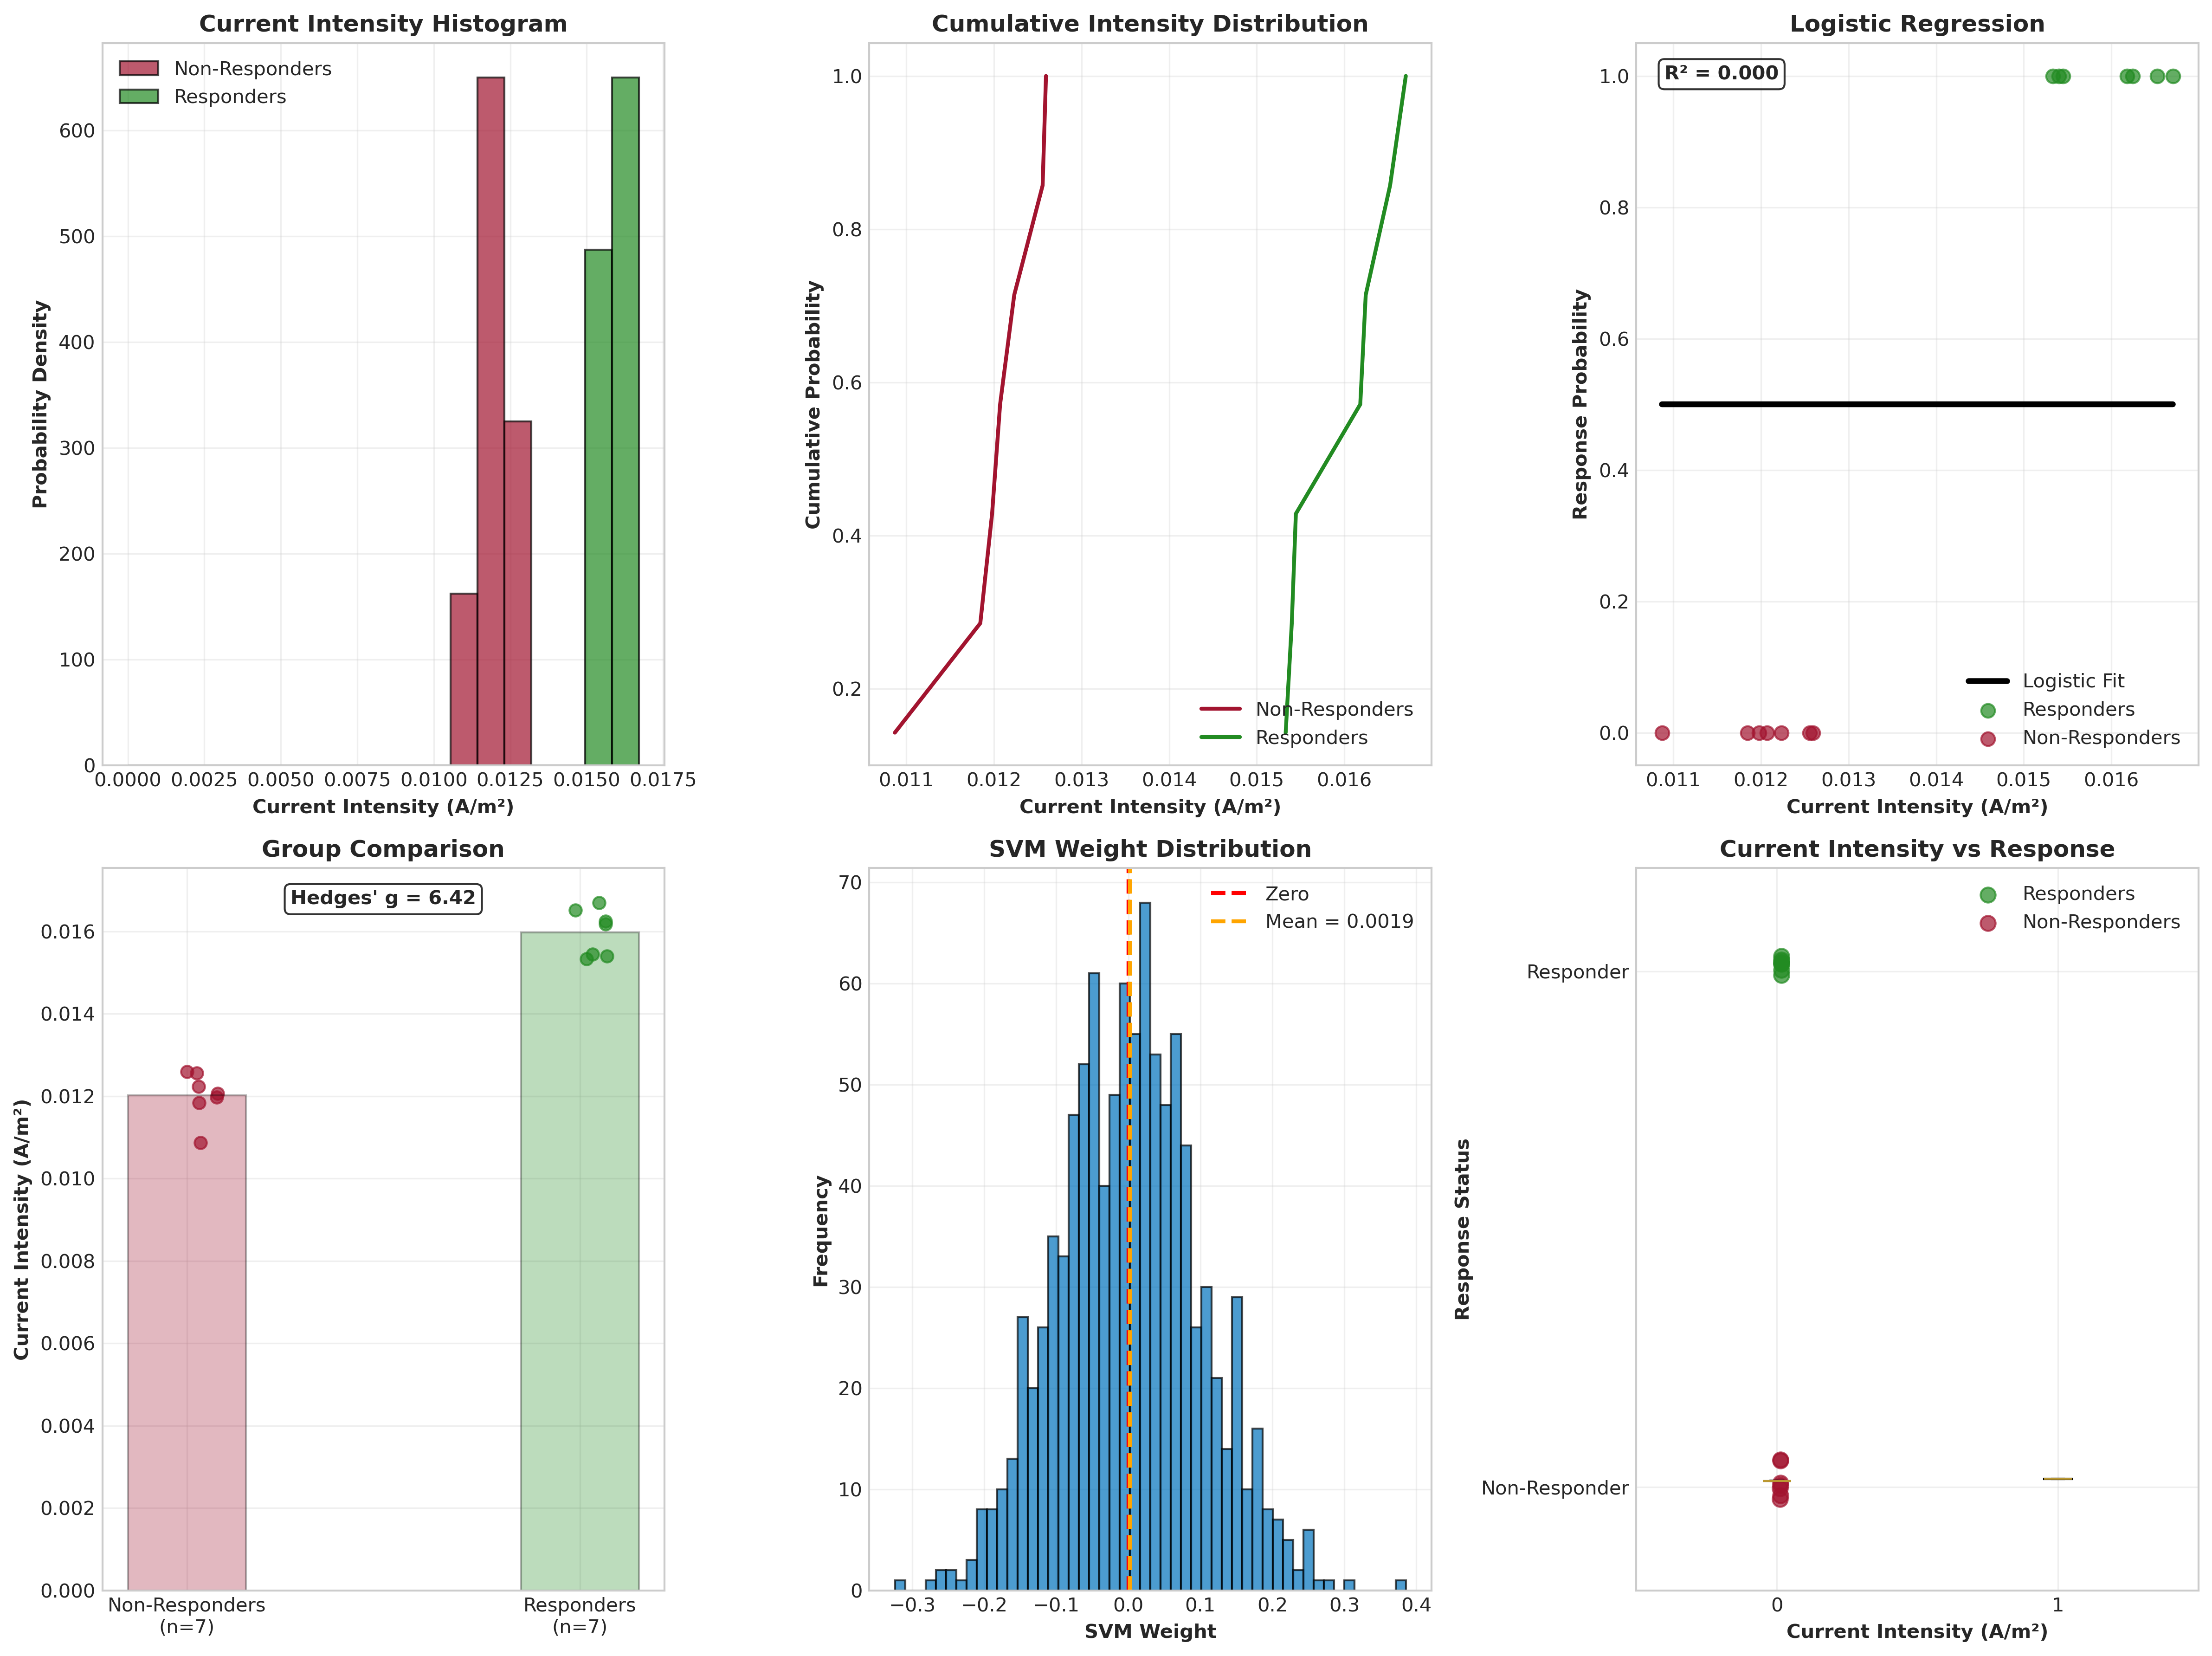 Current Intensity Histogram
Non-Responders
Responders
600
500
400
300
200
100
0
Probability Density
0.0000 0.0025 0.0050 0.0075 0.0100 0.0125 0.0150 0.0175
Current Intensity (A/m²)
Cumulative Intensity Distribution
1.0
0.8
0.6
0.4
0.2
Cumulative Probability
Non-Responders
Responders
0.011 0.012 0.013 0.014 0.015 0.016
Current Intensity (A/m²)
Logistic Regression
R² = 0.000
1.0
0.8
0.6
0.4
0.2
0.0
Response Probability
Logistic Fit
Responders
Non-Responders
0.011 0.012 0.013 0.014 0.015 0.016
Current Intensity (A/m²)
Group Comparison
Hedges' g = 6.42
0.016
0.014
0.012
0.010
0.008
0.006
0.004
0.002
0.000
Current Intensity (A/m²)
Non-Responders Responders
(n=7) (n=7)
SVM Weight Distribution
Zero
Mean = 0.0019
70
60
50
40
30
20
10
0
Frequency
−0.3 −0.2 −0.1 0.0 0.1 0.2 0.3 0.4
SVM Weight
Current Intensity vs Response
Responders
Non-Responders
Responder
Non-Responder
Response Status
0 1
Current Intensity (A/m²)